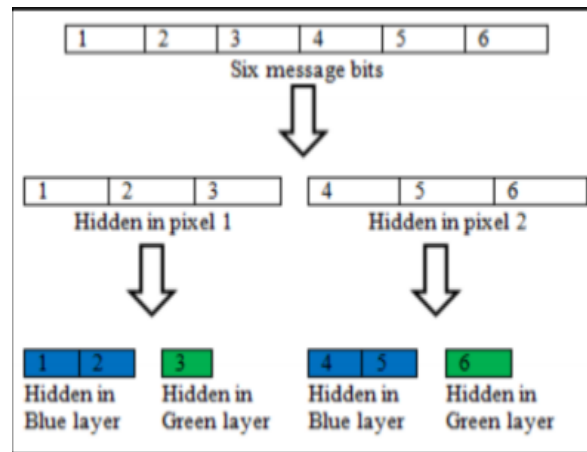 1 2 3 4 5 6
Six message bits
1 2 3
4 5 6
Hidden in pixel 1
Hidden in pixel 2
1 2
3
4 5
6
Hidden in
Blue layer
Hidden in
Green layer
Hidden in
Blue layer
Hidden in
Green layer